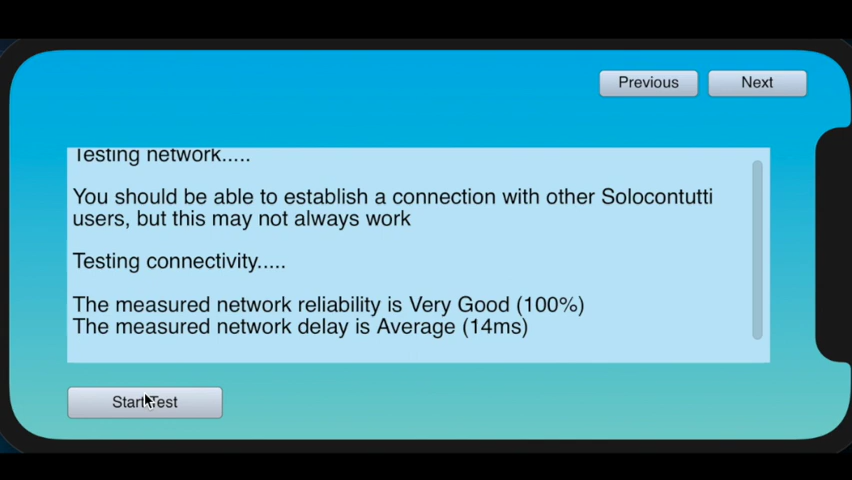 Previous
Next
Testing network.....
You should be able to establish a connection with other Solocontutti
users, but this may not always work
Testing connectivity.....
The measured network reliability is Very Good (100%)
The measured network delay is Average (14ms)
Start Test